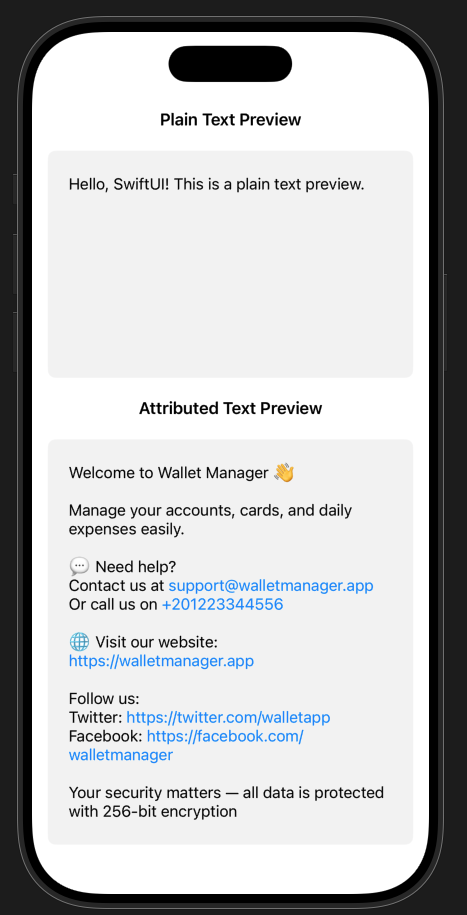 Plain Text Preview
Hello, SwiftUI! This is a plain text preview.
Attributed Text Preview
Welcome to Wallet Manager 👋
Manage your accounts, cards, and daily
expenses easily.
💬 Need help?
Contact us at support@walletmanager.app
Or call us on +201223344556
🌐 Visit our website:
https://walletmanager.app
Follow us:
Twitter: https://twitter.com/walletapp
Facebook: https://facebook.com/
walletmanager
Your security matters — all data is protected
with 256-bit encryption